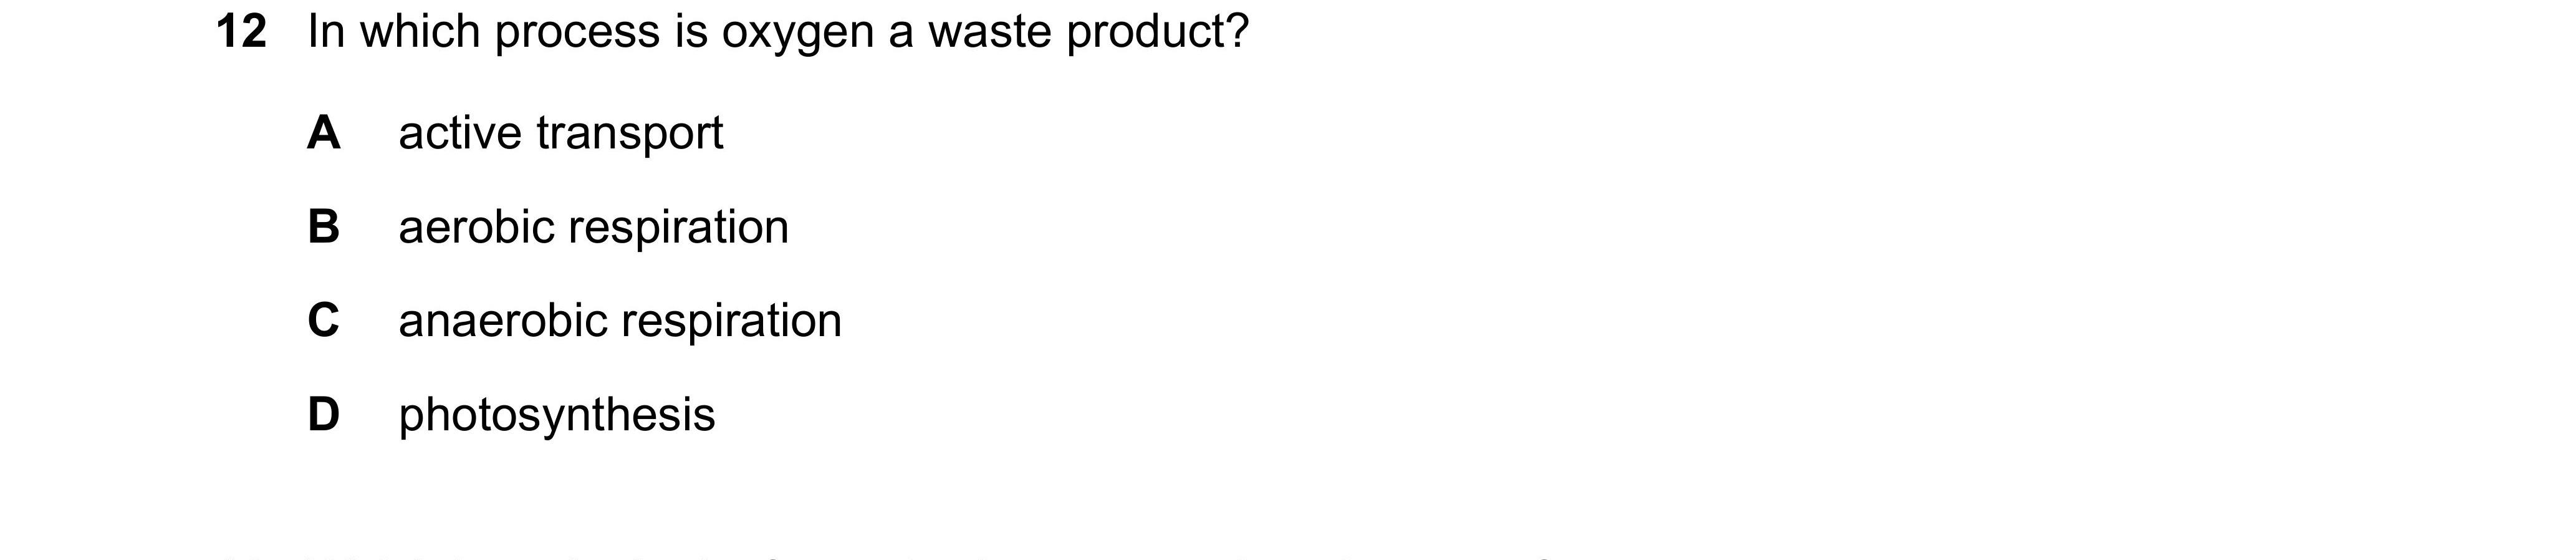 12 In which process is oxygen a waste product?
A active transport
B aerobic respiration
C anaerobic respiration
D photosynthesis